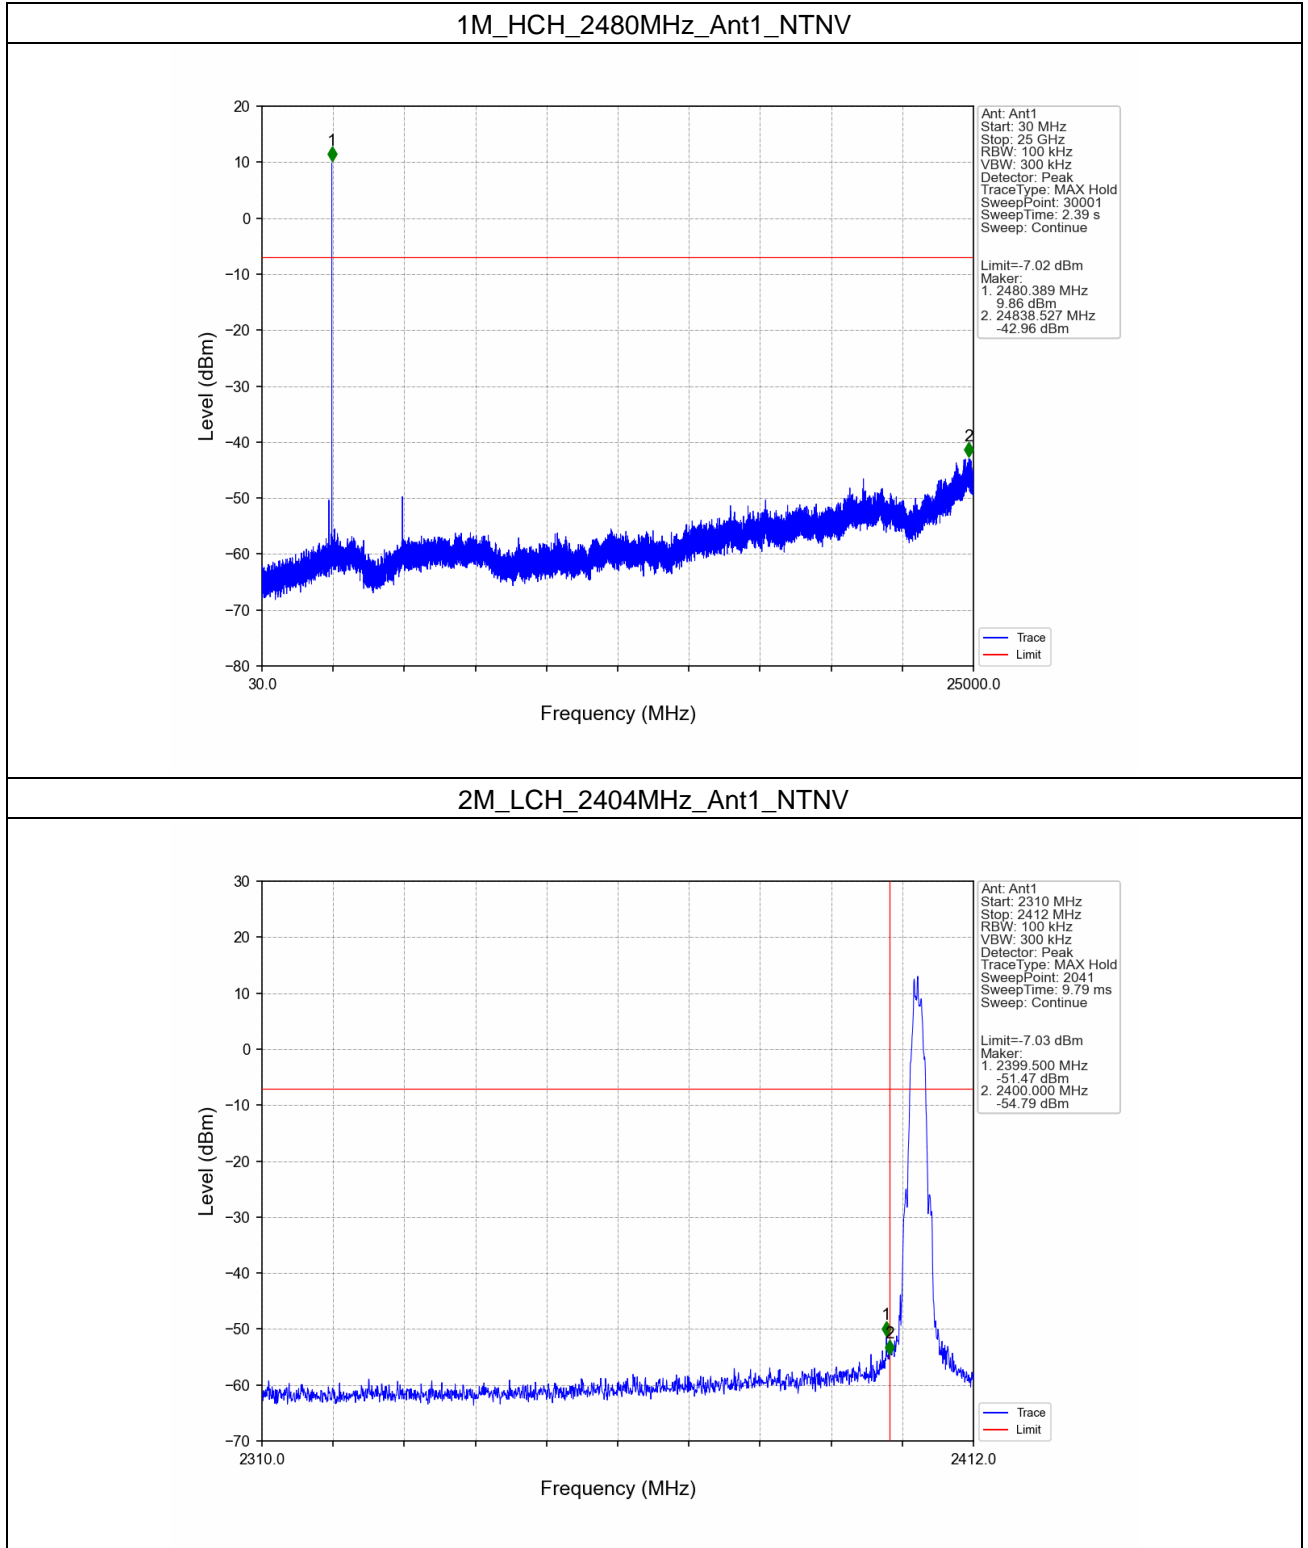 1M_HCH_2480MHz_Ant1_NTNV
20
10
0
−10
−20
−30
−40
−50
−60
−70
−80
Level (dBm)
1
2
30.0
25000.0
Frequency (MHz)
Ant: Ant1
Start: 30 MHz
Stop: 25 GHz
RBW: 100 kHz
VBW: 300 kHz
Detector: Peak
TraceType: MAX Hold
SweepPoint: 30001
SweepTime: 2.39 s
Sweep: Continue
Limit=-7.02 dBm
Maker:
1. 2480.389 MHz
9.86 dBm
2. 24838.527 MHz
-42.96 dBm
Trace
Limit
2M_LCH_2404MHz_Ant1_NTNV
30
20
10
0
−10
−20
−30
−40
−50
−60
−70
Level (dBm)
1
2
2310.0
2412.0
Frequency (MHz)
Ant: Ant1
Start: 2310 MHz
Stop: 2412 MHz
RBW: 100 kHz
VBW: 300 kHz
Detector: Peak
TraceType: MAX Hold
SweepPoint: 2041
SweepTime: 9.79 ms
Sweep: Continue
Limit=-7.03 dBm
Maker:
1. 2399.500 MHz
-51.47 dBm
2. 2400.000 MHz
-54.79 dBm
Trace
Limit